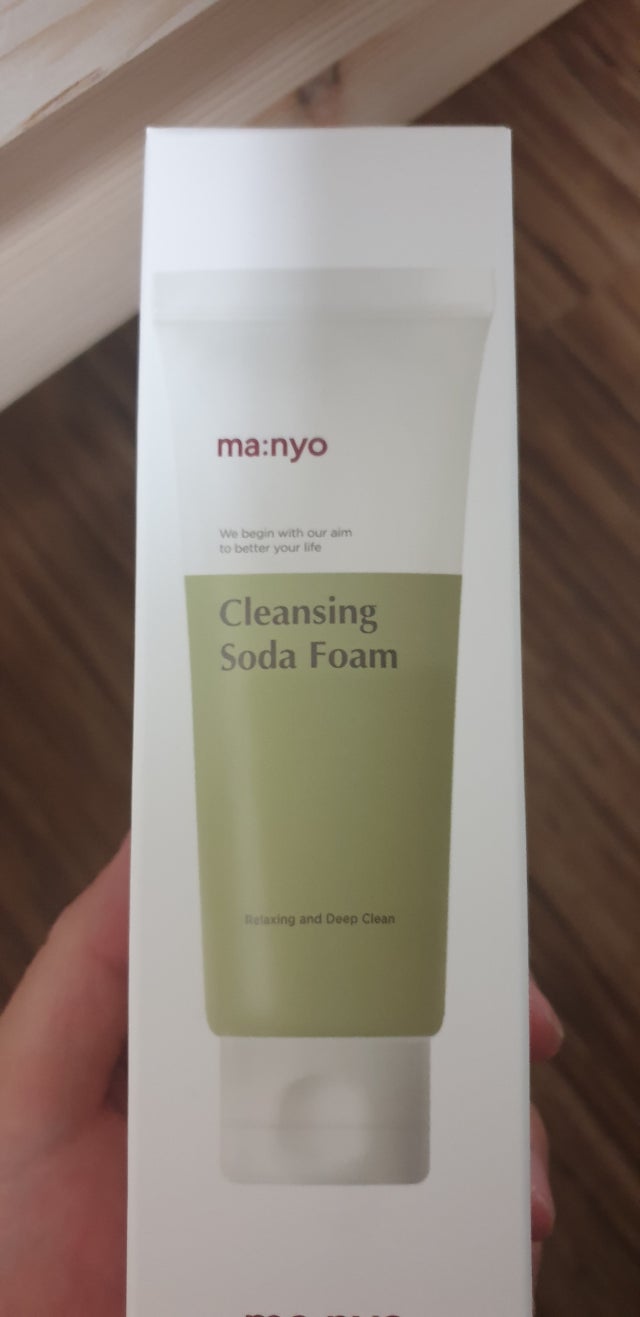 ma:nyo
We begin with our aim
to better your life
Cleansing
Soda Foam
Relaxing and Deep Clean